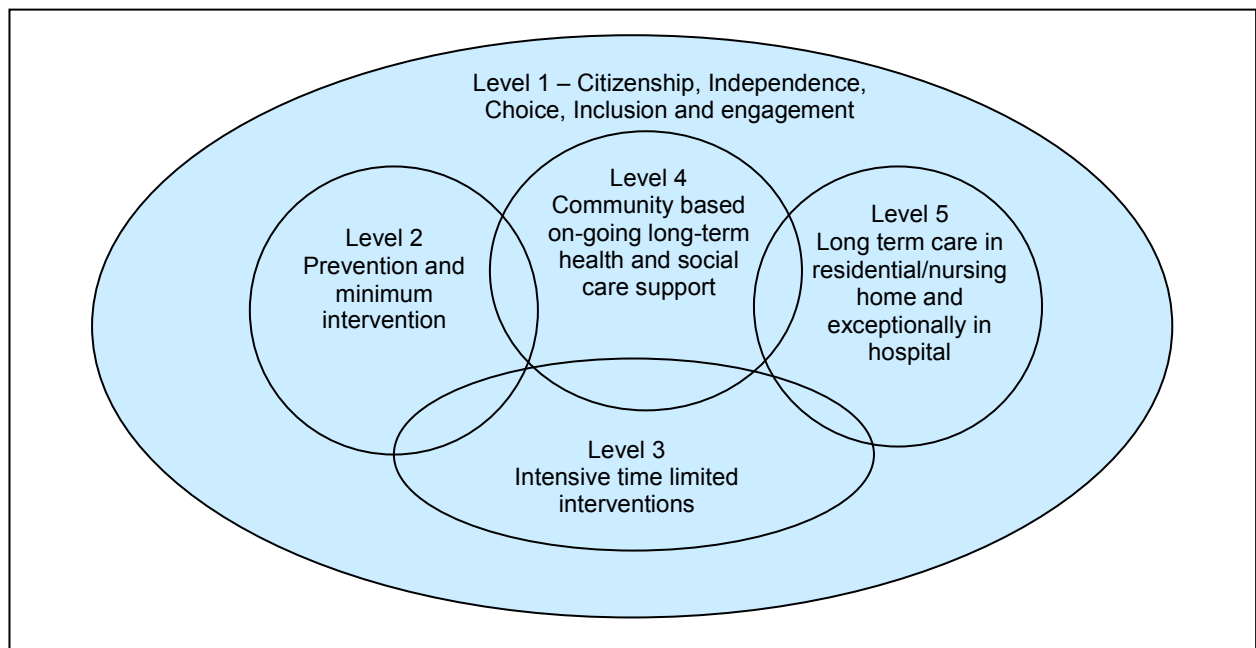 Level 1 – Citizenship, Independence,
Choice, Inclusion and engagement
Level 2
Prevention and
minimum
intervention
Level 4
Community based
on-going long-term
health and social
care support
Level 5
Long term care in
residential/nursing
home and
exceptionally in
hospital
Level 3
Intensive time limited
interventions